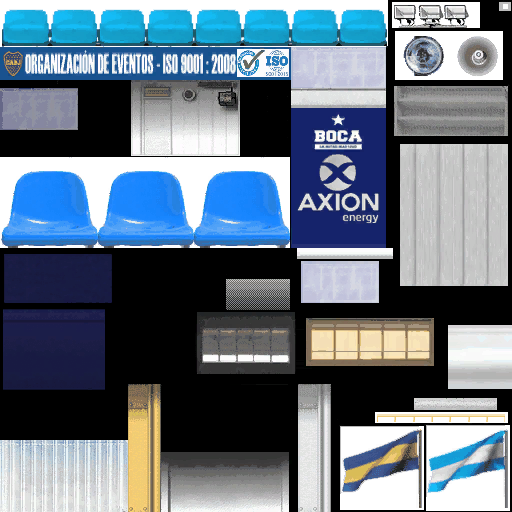 ORGANIZACIÓN DE EVENTOS - ISO 9001 : 2008
ISO
BOCA
AXION
energy